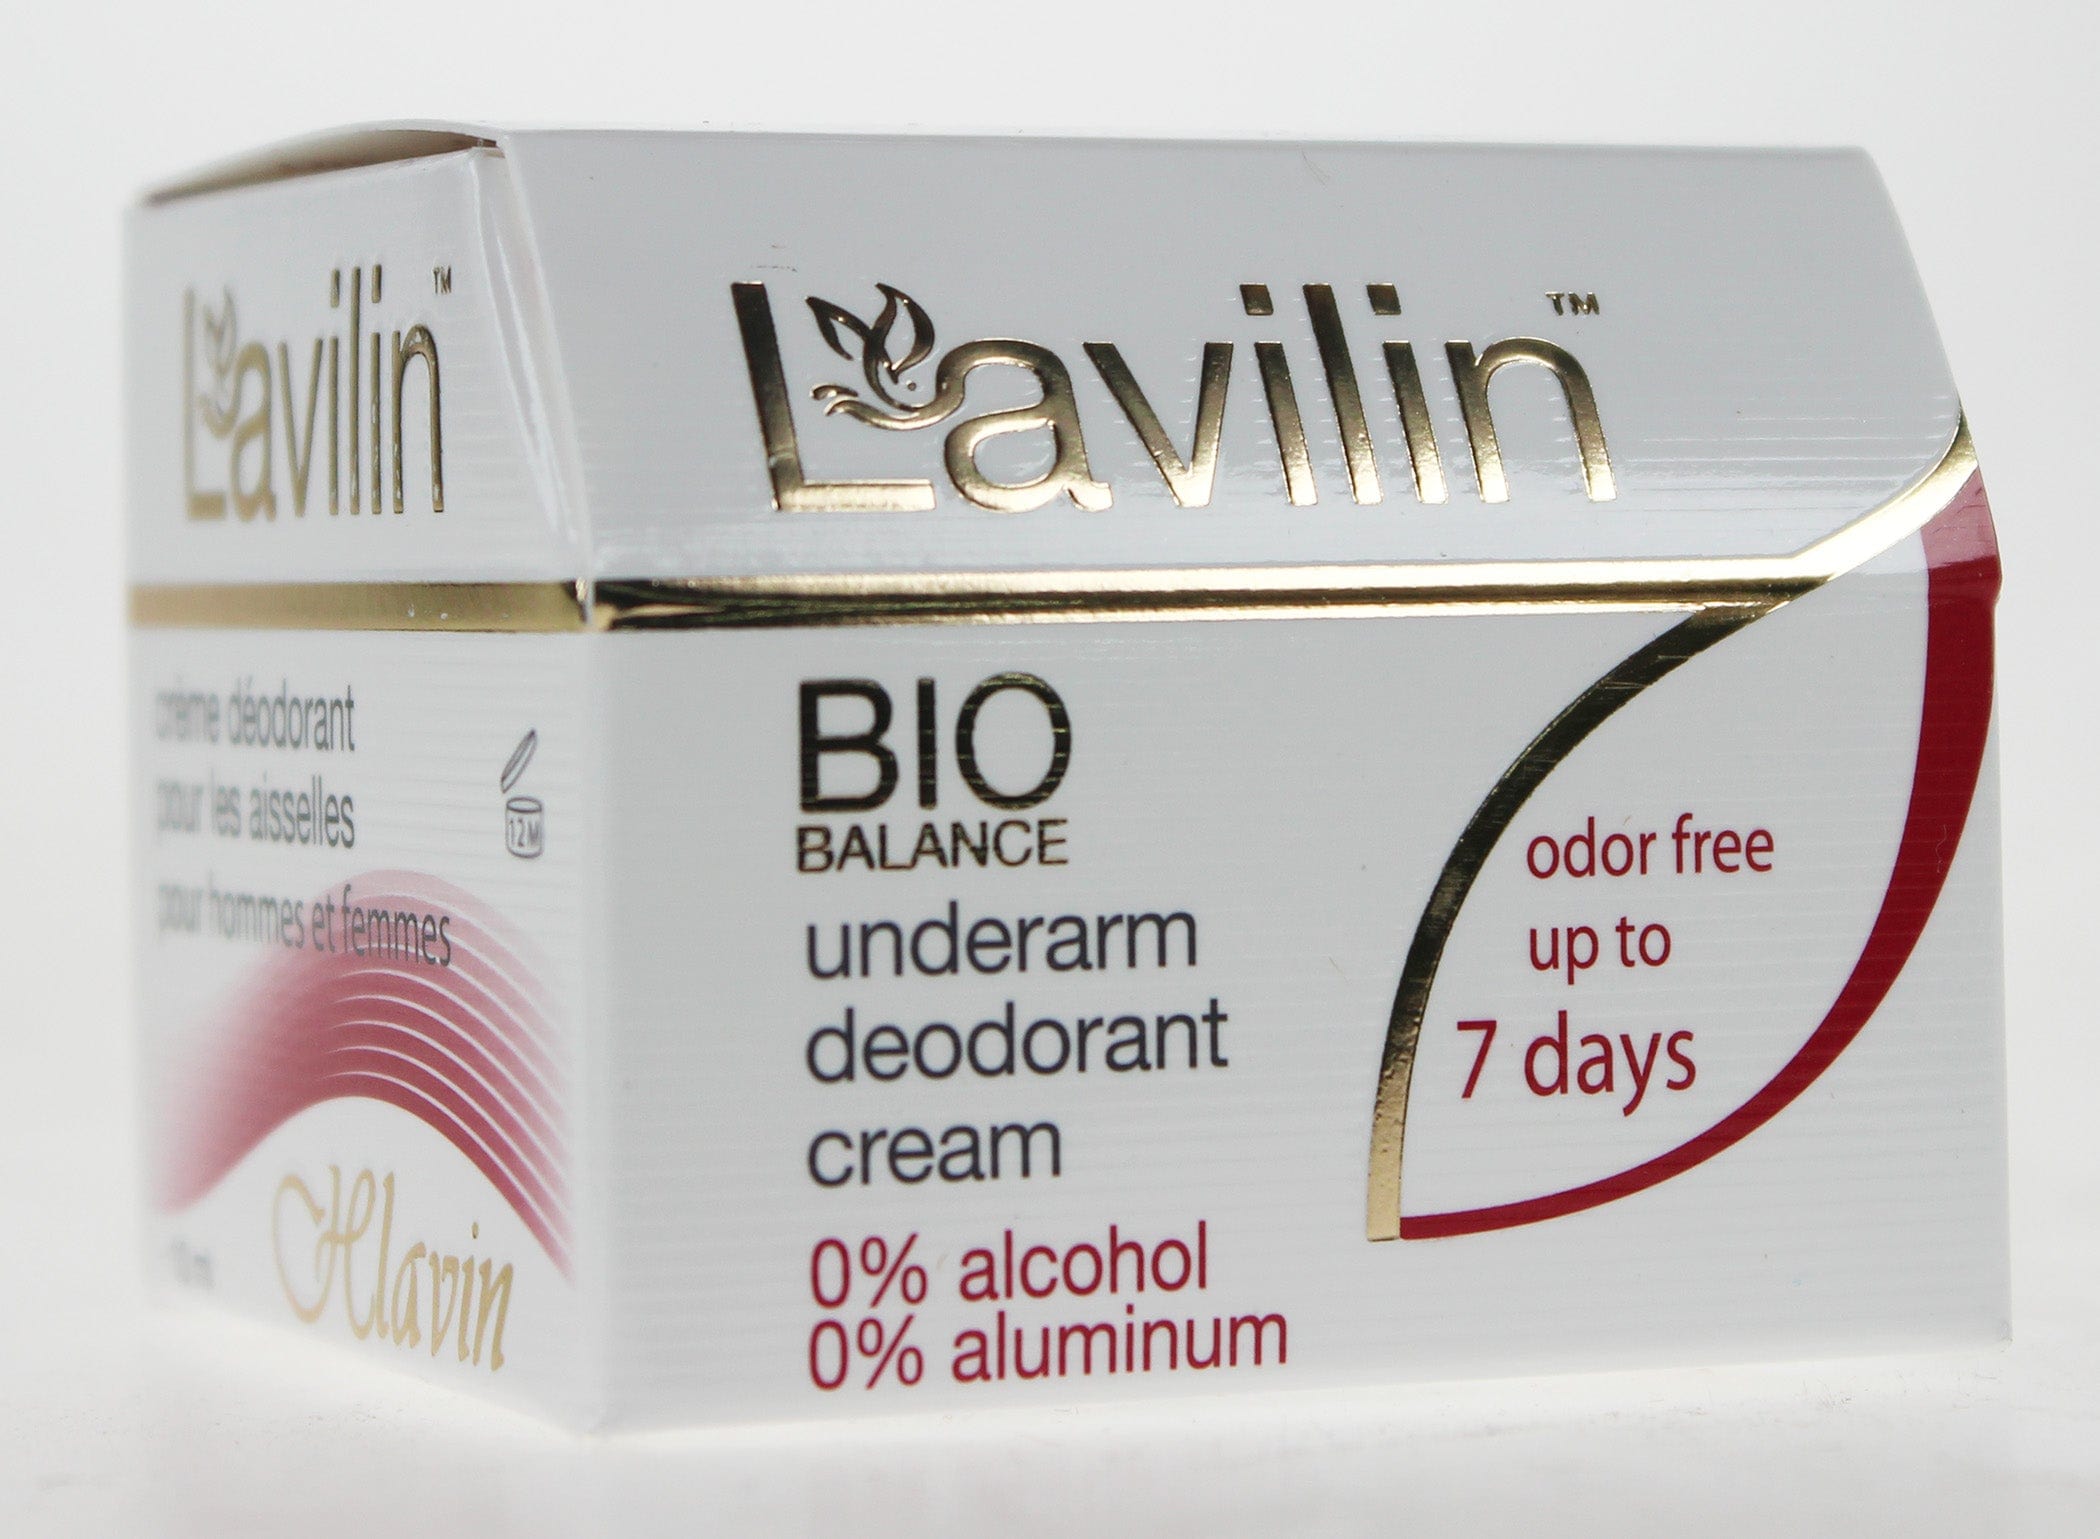 Lavilin™
crème déodorant
pour les aisselles
pour hommes et femmes
12M
Hlavin
Lavilin™
BIO
BALANCE
underarm
deodorant
cream
0% alcohol
0% aluminum
odor free
up to
7 days